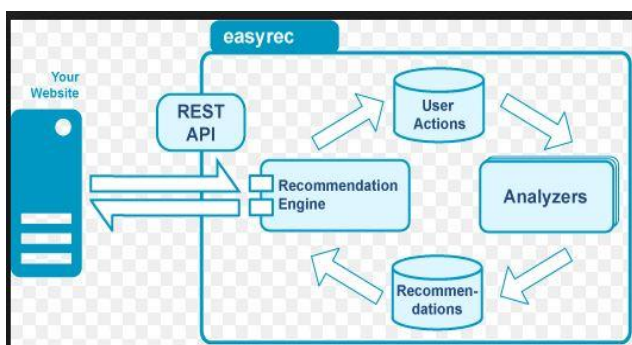 easyrec
Your
Website
REST
API
User
Actions
Recommendation
Engine
Analyzers
Recommen-
dations